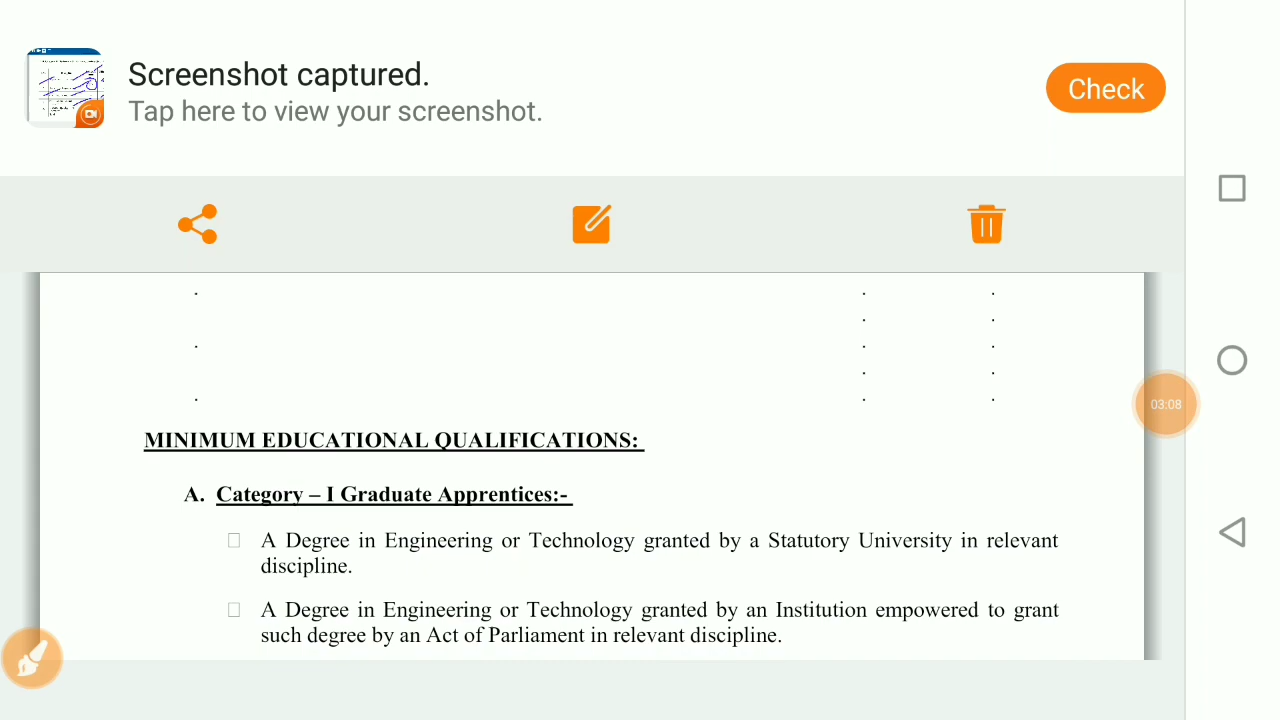 Screenshot captured.
Tap here to view your screenshot.
Check
03:08
MINIMUM EDUCATIONAL QUALIFICATIONS:
A. Category – I Graduate Apprentices:-
A Degree in Engineering or Technology granted by a Statutory University in relevant
discipline.
A Degree in Engineering or Technology granted by an Institution empowered to grant
such degree by an Act of Parliament in relevant discipline.